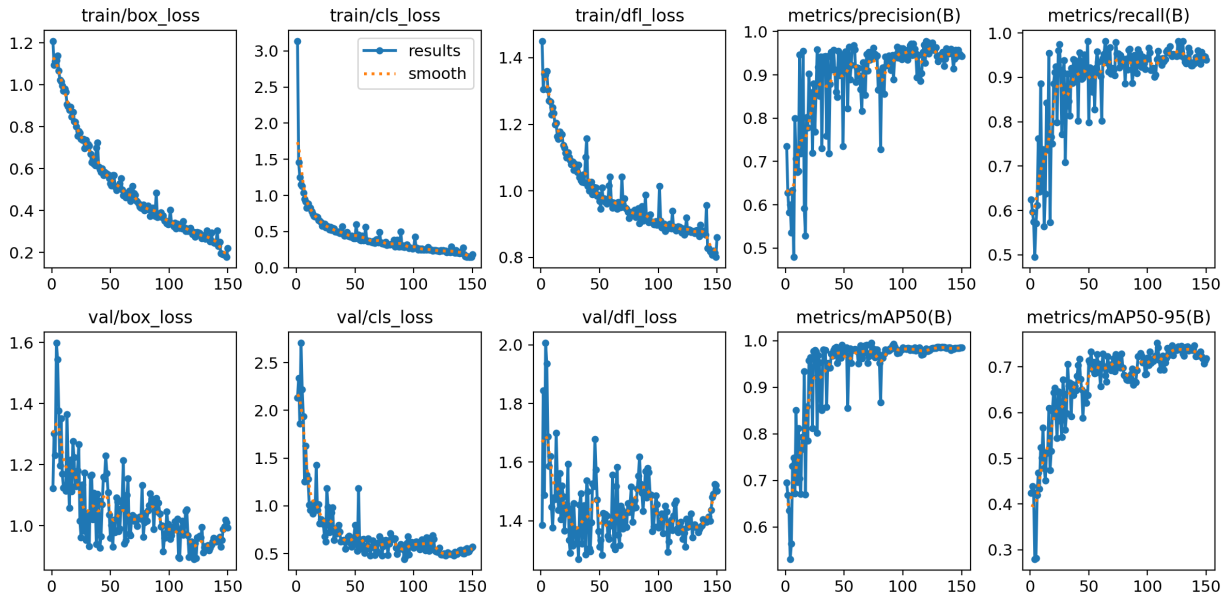 train/box_loss
train/cls_loss
train/dfl_loss
metrics/precision(B)
metrics/recall(B)
1.2
1.0
0.8
0.6
0.4
0.2
0 50 100 150
3.0
2.5
2.0
1.5
1.0
0.5
0.0
0 50 100 150
results
smooth
1.4
1.2
1.0
0.8
0 50 100 150
1.0
0.9
0.8
0.7
0.6
0.5
0 50 100 150
1.0
0.9
0.8
0.7
0.6
0.5
0 50 100 150
val/box_loss
val/cls_loss
val/dfl_loss
metrics/mAP50(B)
metrics/mAP50-95(B)
1.6
1.4
1.2
1.0
0 50 100 150
2.5
2.0
1.5
1.0
0.5
0 50 100 150
2.0
1.8
1.6
1.4
0 50 100 150
1.0
0.9
0.8
0.7
0.6
0 50 100 150
0.7
0.6
0.5
0.4
0.3
0 50 100 150